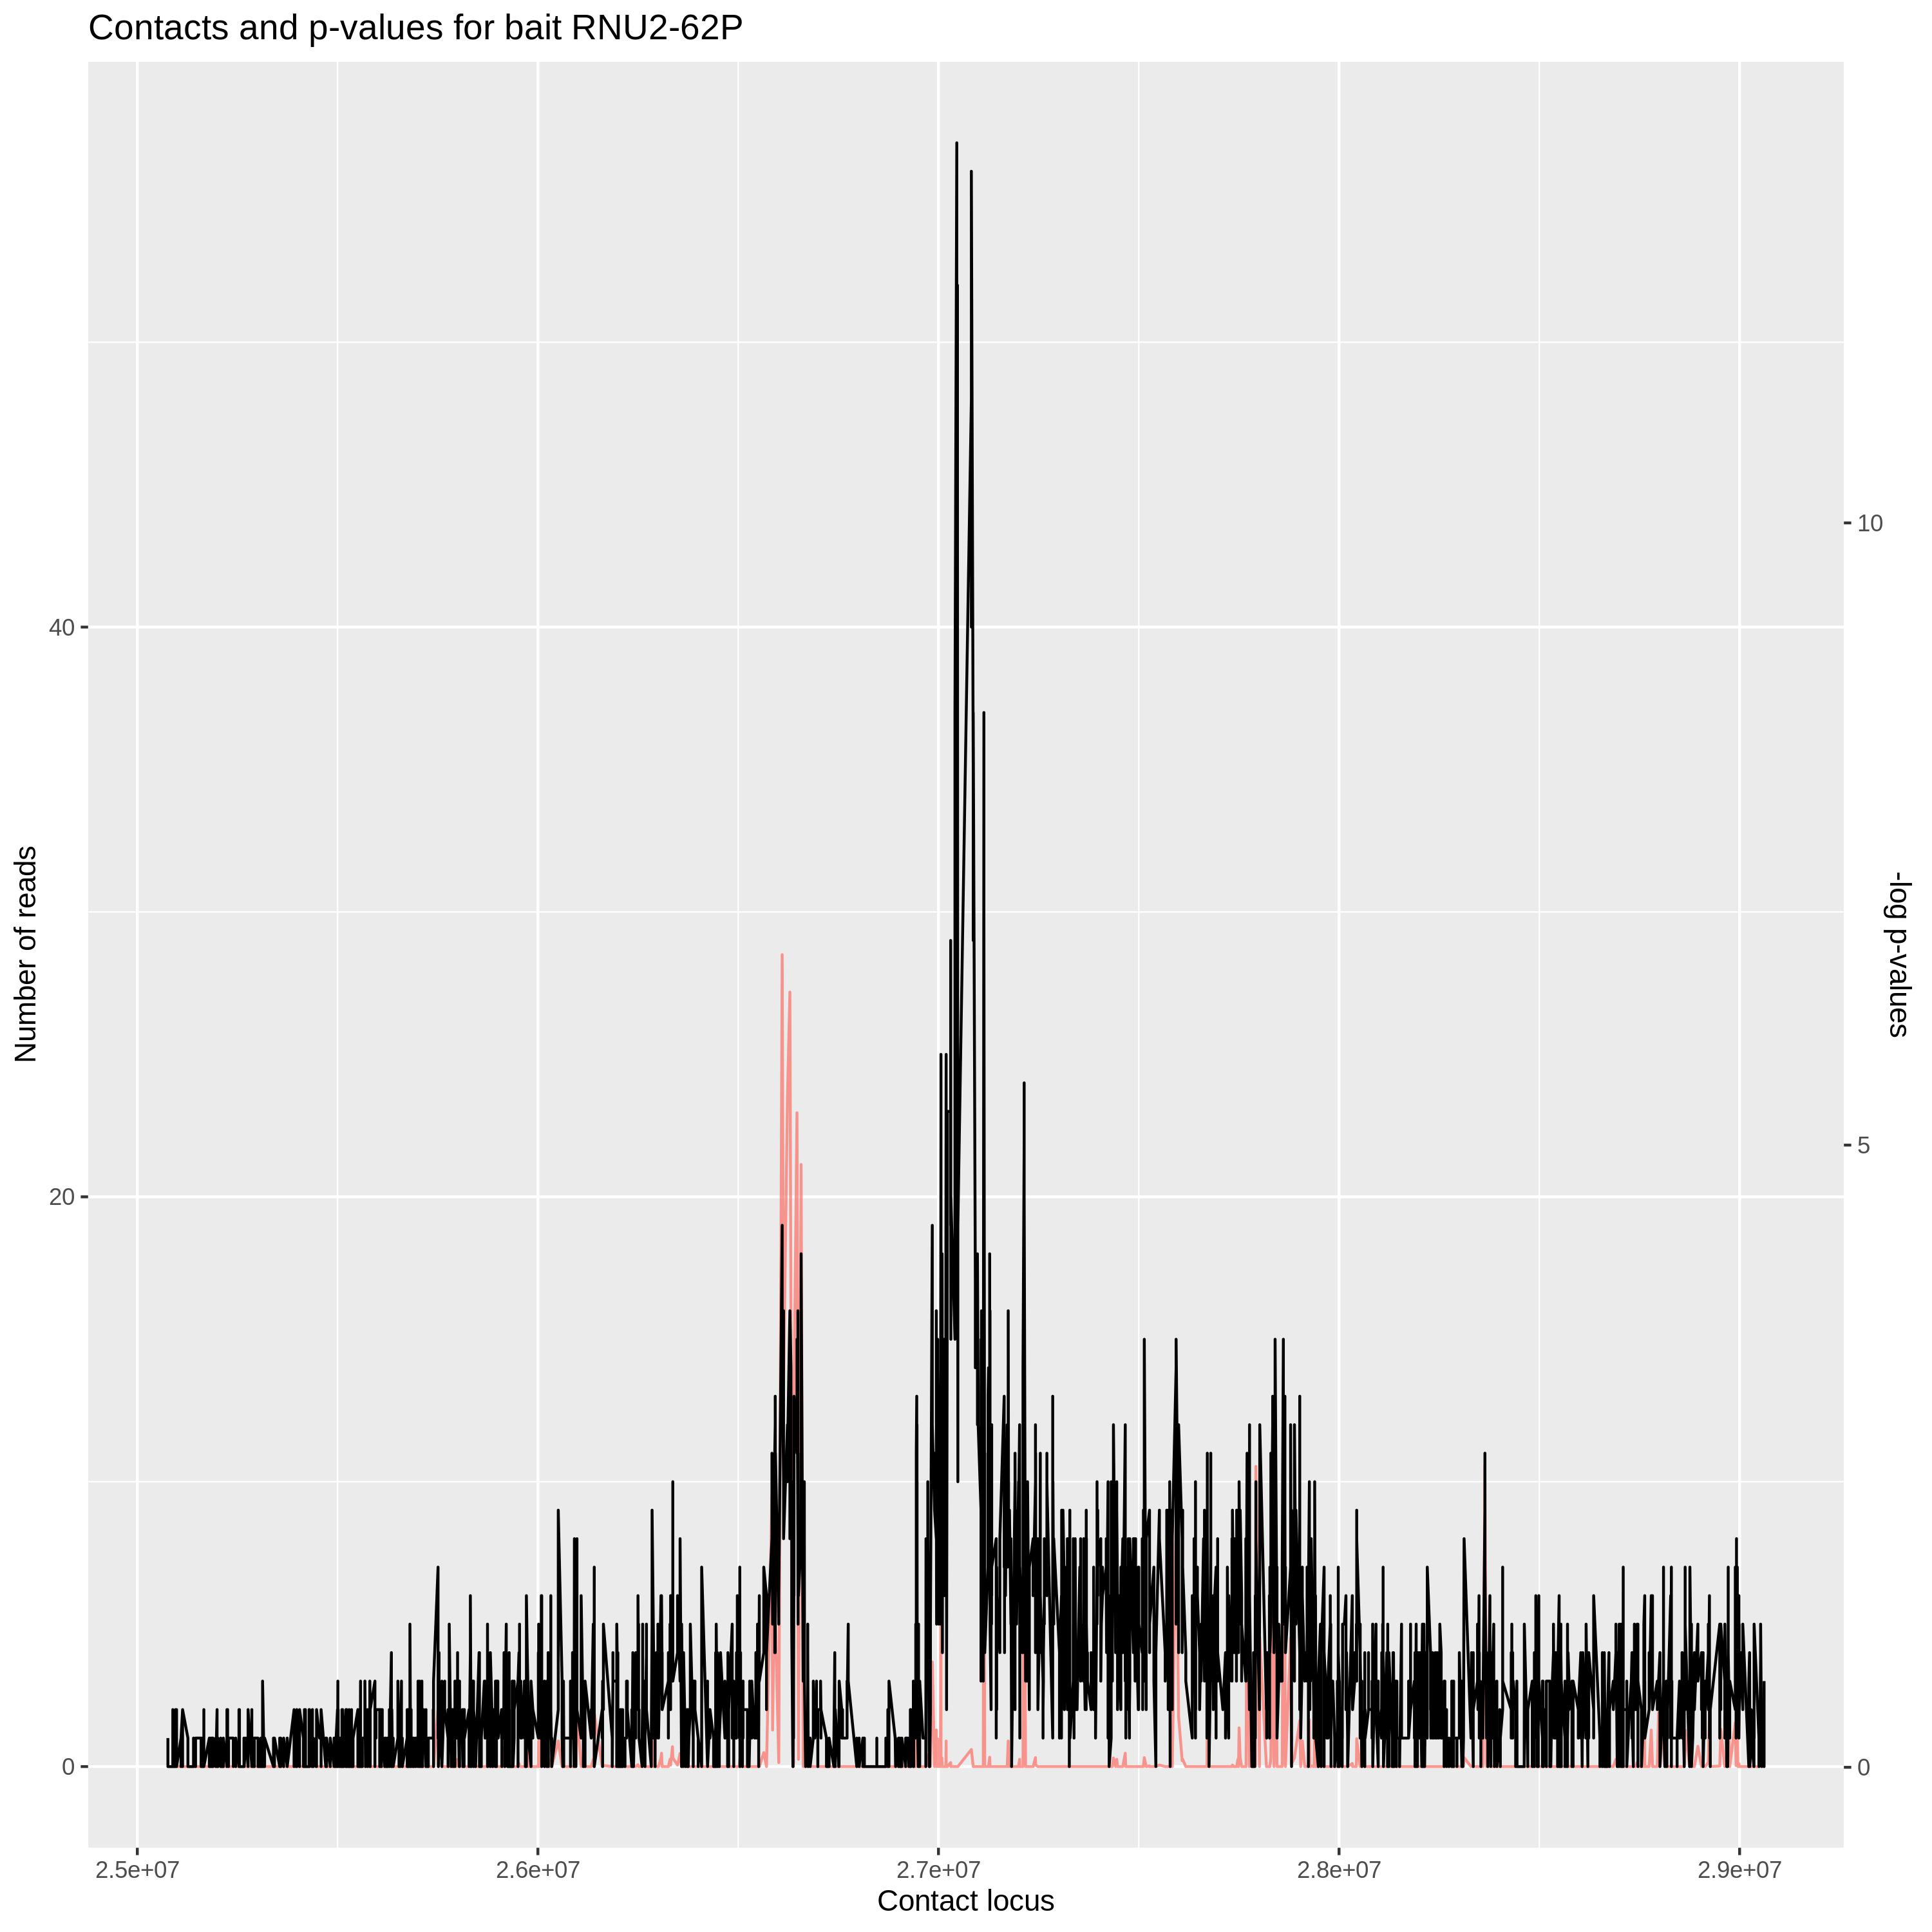 Contacts and p-values for bait RNU2-62P
Number of reads
40
20
0
10
5
0
-log p-values
2.5e+07
2.6e+07
2.7e+07
2.8e+07
2.9e+07
Contact locus